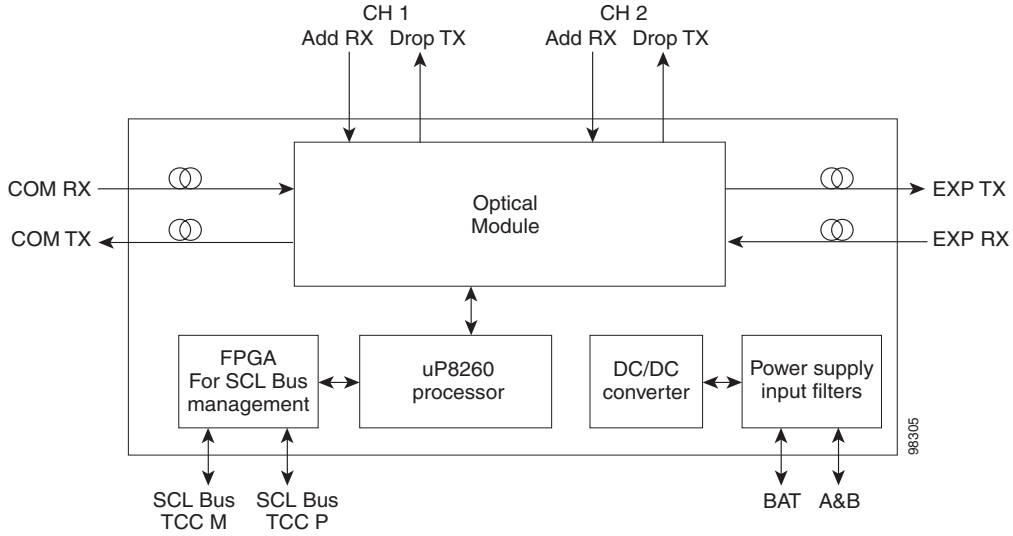 CH 1
CH 2
Add RX Drop TX
Add RX Drop TX
COM RX
EXP TX
Optical
Module
COM TX
EXP RX
FPGA
For SCL Bus
management
uP8260
processor
DC/DC
converter
Power supply
input filters
98305
SCL Bus
TCC M
SCL Bus
TCC P
BAT
A&B